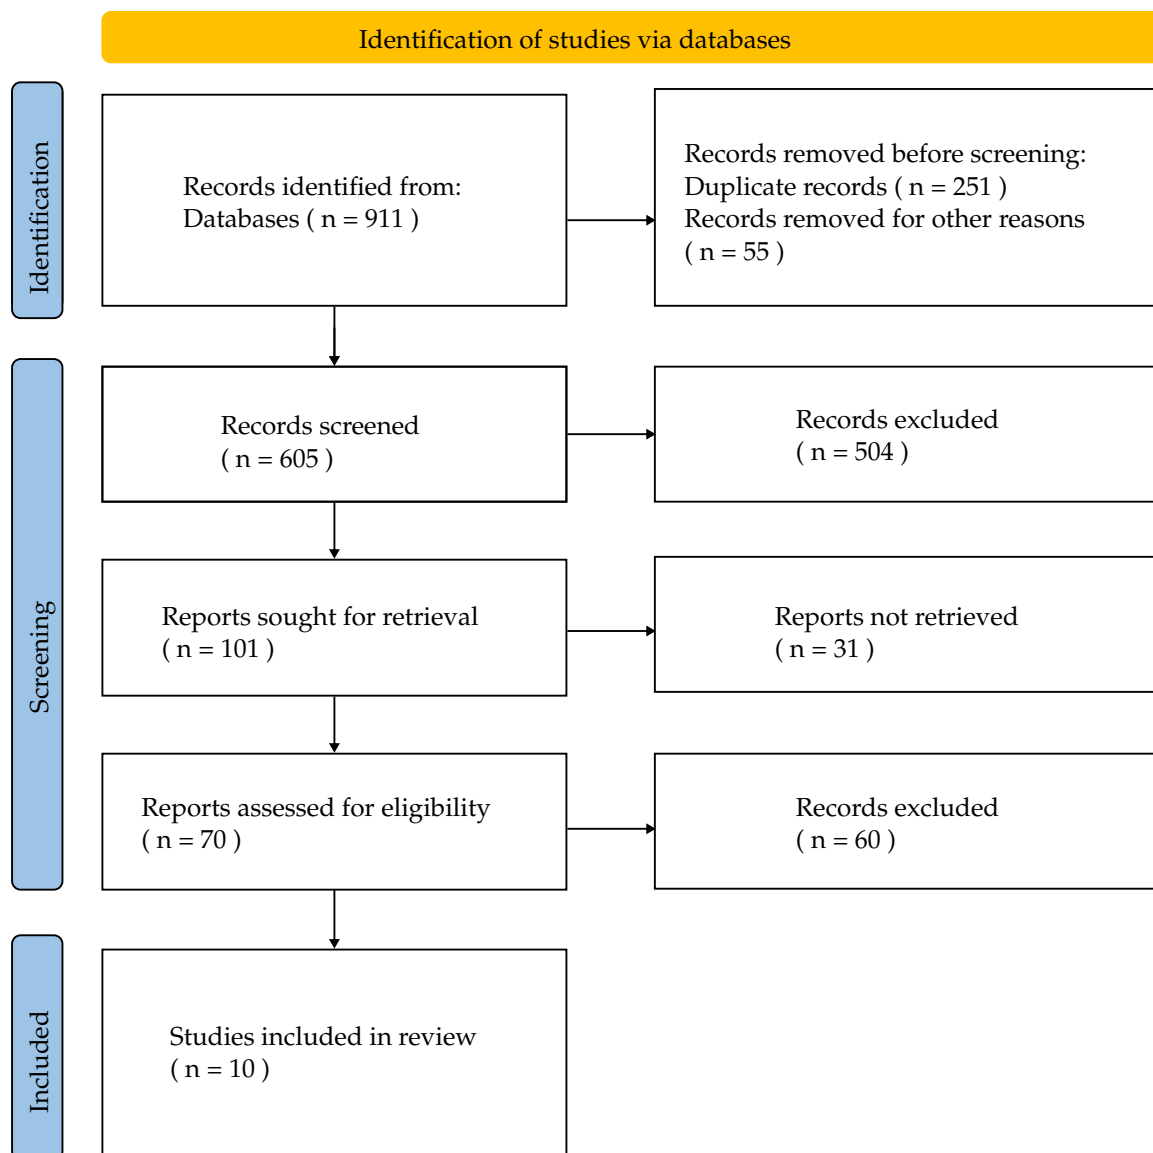 Identification of studies via databases
Identification
Records identified from:
Databases ( n = 911 )
Records removed before screening:
Duplicate records ( n = 251 )
Records removed for other reasons
( n = 55 )
Screening
Records screened
( n = 605 )
Records excluded
( n = 504 )
Reports sought for retrieval
( n = 101 )
Reports not retrieved
( n = 31 )
Reports assessed for eligibility
( n = 70 )
Records excluded
( n = 60 )
Included
Studies included in review
( n = 10 )